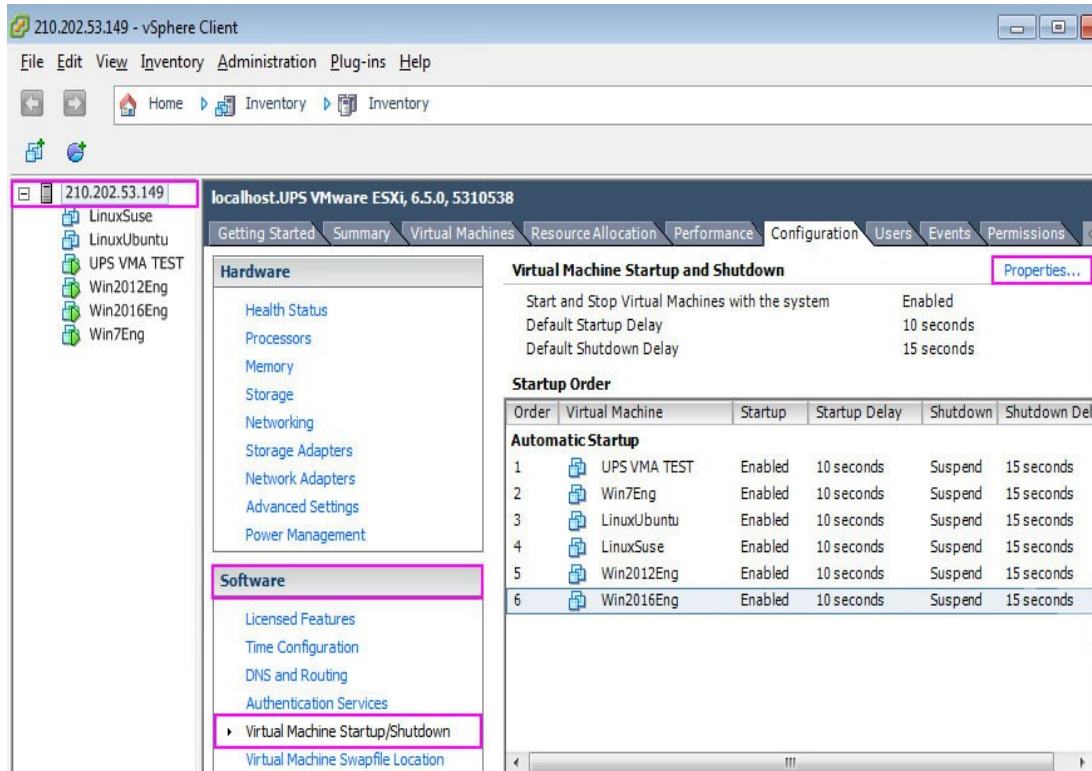 210.202.53.149 - vSphere Client
File Edit View Inventory Administration Plug-ins Help
Home Inventory Inventory
210.202.53.149
LinuxSuse
LinuxUbuntu
UPS VMA TEST
Win2012Eng
Win2016Eng
Win7Eng
localhost.UPS VMware ESXi, 6.5.0, 5310538
Getting Started Summary Virtual Machines Resource Allocation Performance Configuration Users Events Permissions
Hardware
Health Status
Processors
Memory
Storage
Networking
Storage Adapters
Network Adapters
Advanced Settings
Power Management
Software
Licensed Features
Time Configuration
DNS and Routing
Authentication Services
Virtual Machine Startup/Shutdown
Virtual Machine Swapfile Location
Virtual Machine Startup and Shutdown Properties...
Start and Stop Virtual Machines with the system Enabled
Default Startup Delay 10 seconds
Default Shutdown Delay 15 seconds
Startup Order
Order Virtual Machine Startup Startup Delay Shutdown Shutdown Del
Automatic Startup
1 UPS VMA TEST Enabled 10 seconds Suspend 15 seconds
2 Win7Eng Enabled 10 seconds Suspend 15 seconds
3 LinuxUbuntu Enabled 10 seconds Suspend 15 seconds
4 LinuxSuse Enabled 10 seconds Suspend 15 seconds
5 Win2012Eng Enabled 10 seconds Suspend 15 seconds
6 Win2016Eng Enabled 10 seconds Suspend 15 seconds